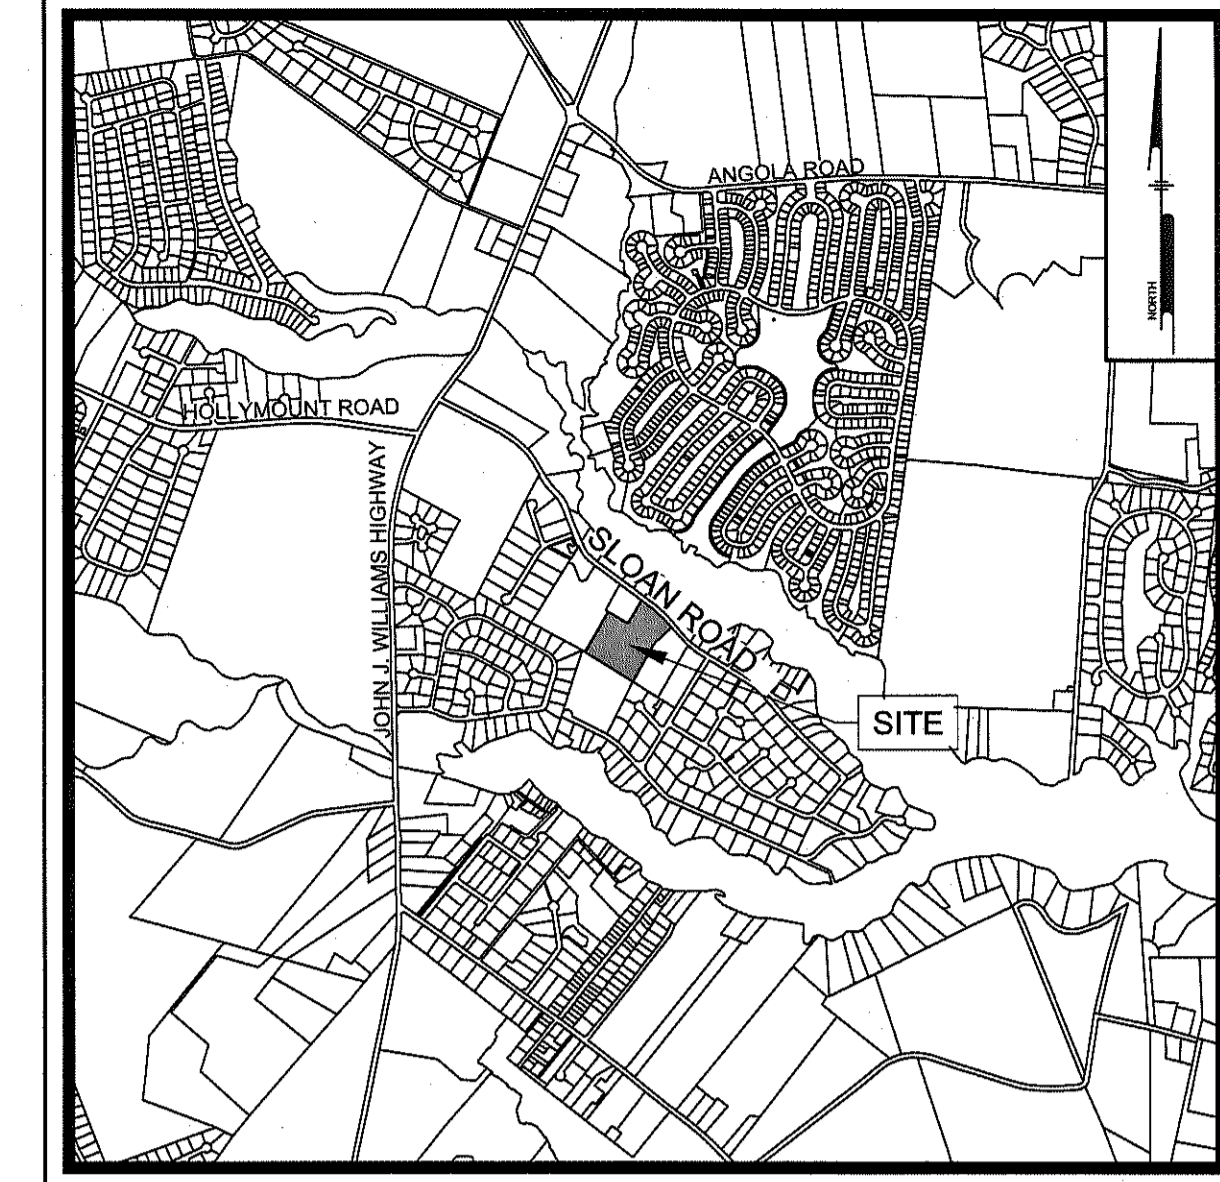 ANGOLA ROAD
NORTH
HOLLYMOUNT ROAD
JOHN J. WILLIAMS HIGHWAY
SLOAN ROAD
SITE